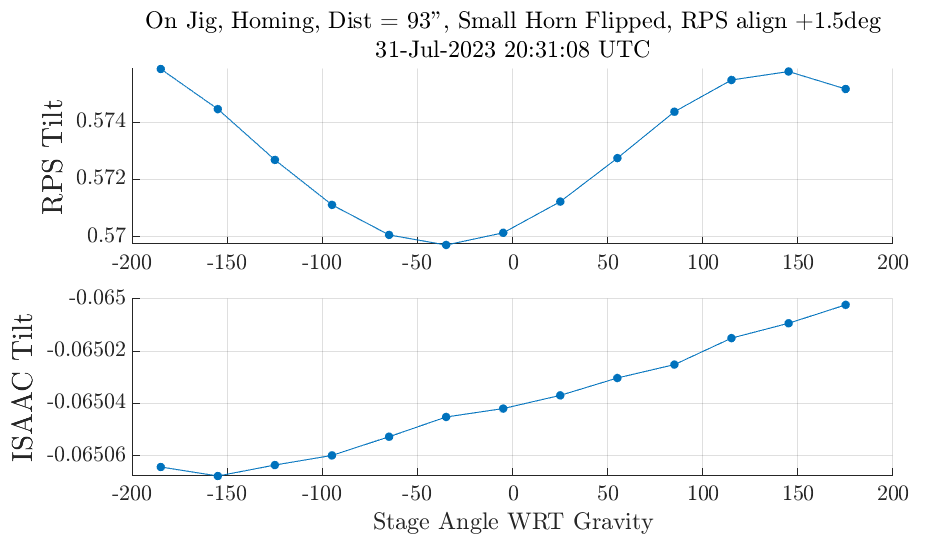 On Jig, Homing, Dist = 93”, Small Horn Flipped, RPS align +1.5deg
31-Jul-2023 20:31:08 UTC
RPS Tilt
0.574
0.572
0.57
-200 -150 -100 -50 0 50 100 150 200
ISAAC Tilt
-0.065
-0.06502
-0.06504
-0.06506
-200 -150 -100 -50 0 50 100 150 200
Stage Angle WRT Gravity